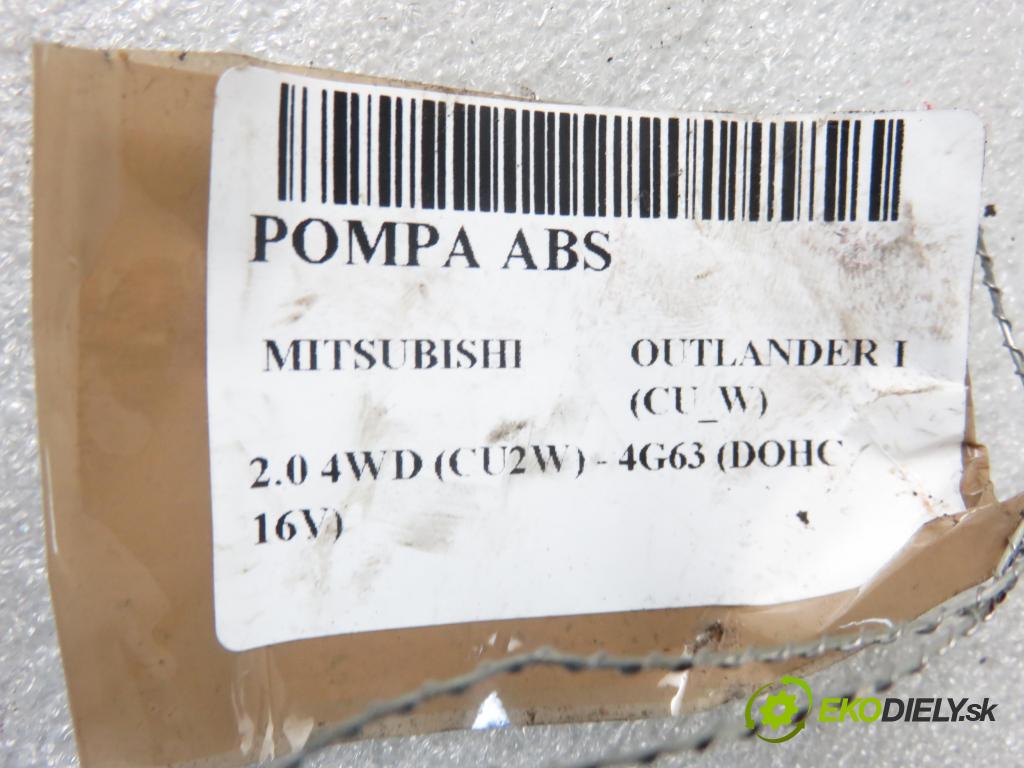 POMPA ABS
MITSUBISHI OUTLANDER I
(CU_W)
2.0 4WD (CU2W) - 4G63 (DOHC
16V)
EKODIELY.sk